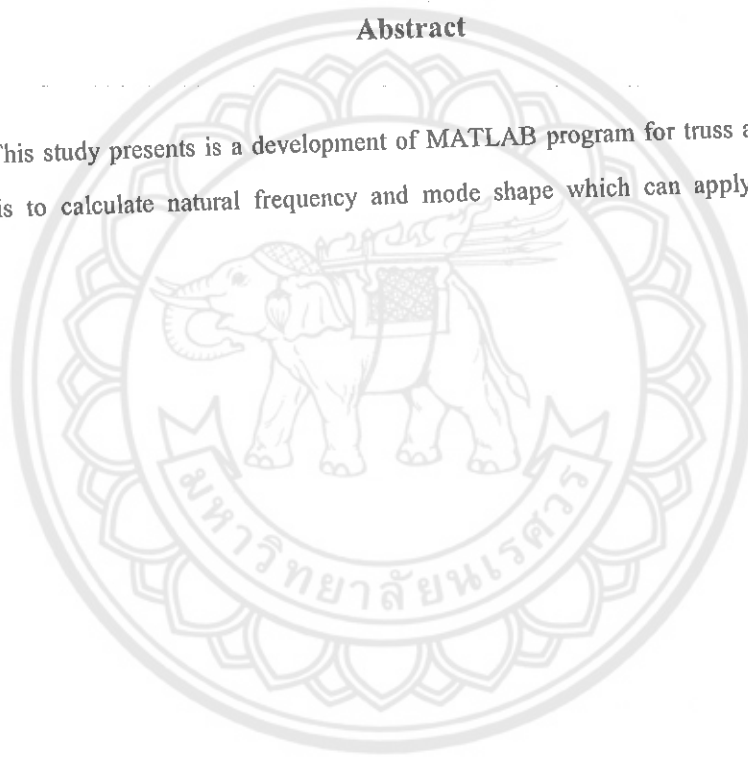 Abstract
This study presents is a development of MATLAB program for truss a
is to calculate natural frequency and mode shape which can apply
มหาวิทยาลัยนเรศวร